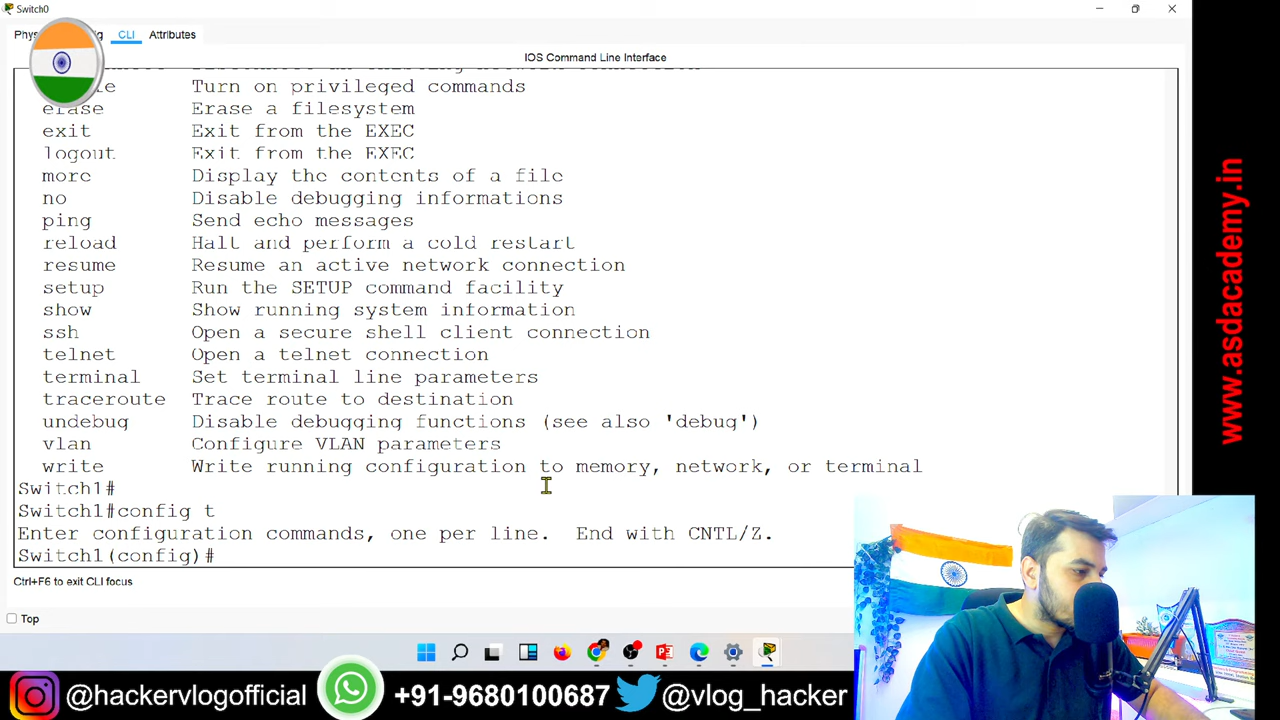 Switch0
Phys
g
CLI
Attributes
IOS Command Line Interface
Turn on privileged commands
erase Erase a filesystem
exit Exit from the EXEC
logout Exit from the EXEC
more Display the contents of a file
no Disable debugging informations
ping Send echo messages
reload Halt and perform a cold restart
resume Resume an active network connection
setup Run the SETUP command facility
show Show running system information
ssh Open a secure shell client connection
telnet Open a telnet connection
terminal Set terminal line parameters
traceroute Trace route to destination
undebug Disable debugging functions (see also 'debug')
vlan Configure VLAN parameters
write Write running configuration to memory, network, or terminal
Switch1#
Switch1#config t
Enter configuration commands, one per line. End with CNTL/Z.
Switch1(config)#
Ctrl+F6 to exit CLI focus
Top
www.asdacademy.in
@hackervlogofficial
+91-9680100687
@vlog_hacker